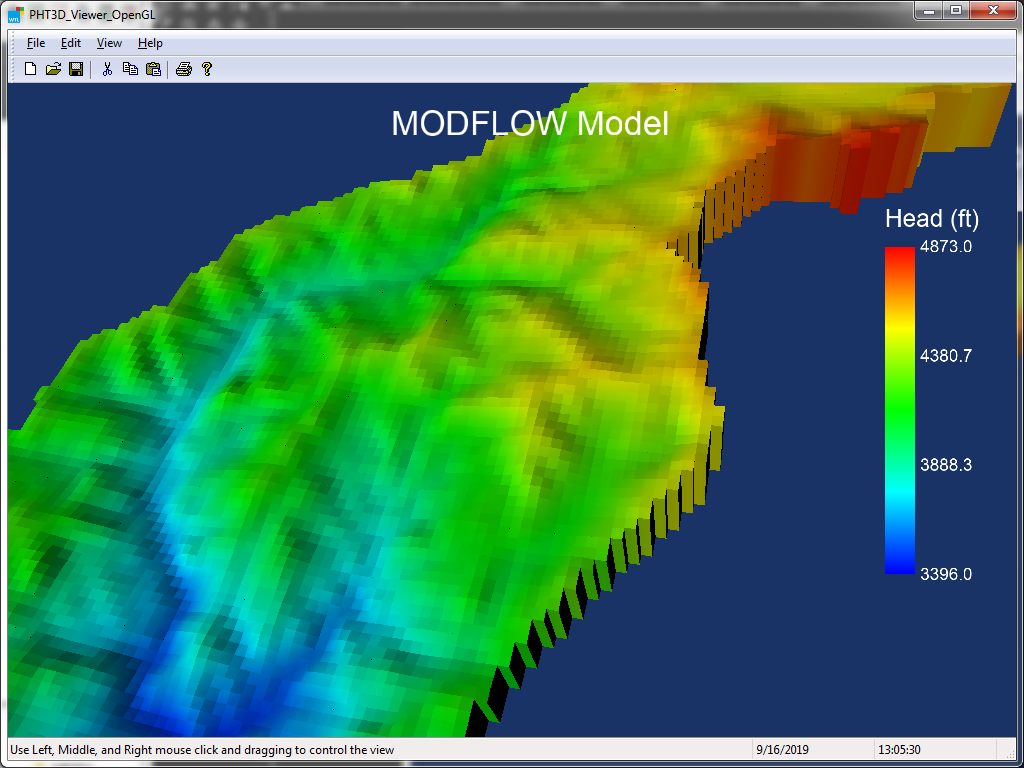 PHT3D_Viewer_OpenGL
File Edit View Help
MODFLOW Model
Head (ft)
4873.0
4380.7
3888.3
3396.0
Use Left, Middle, and Right mouse click and dragging to control the view 9/16/2019 13:05:30